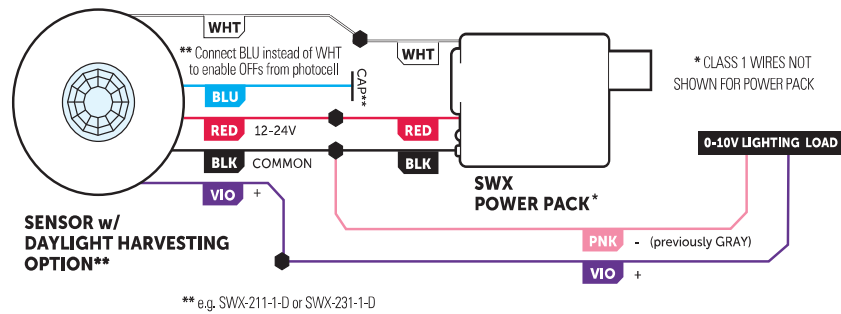 WHT
** Connect BLU instead of WHT
to enable OFFs from photocell
WHT
* CLASS 1 WIRES NOT
SHOWN FOR POWER PACK
CAP**
BLU
RED 12-24V
RED
0-10V LIGHTING LOAD
BLK COMMON
BLK
SWX
POWER PACK*
VIO +
SENSOR w/
DAYLIGHT HARVESTING
OPTION**
PNK - (previously GRAY)
VIO +
** e.g. SWX-211-1-D or SWX-231-1-D